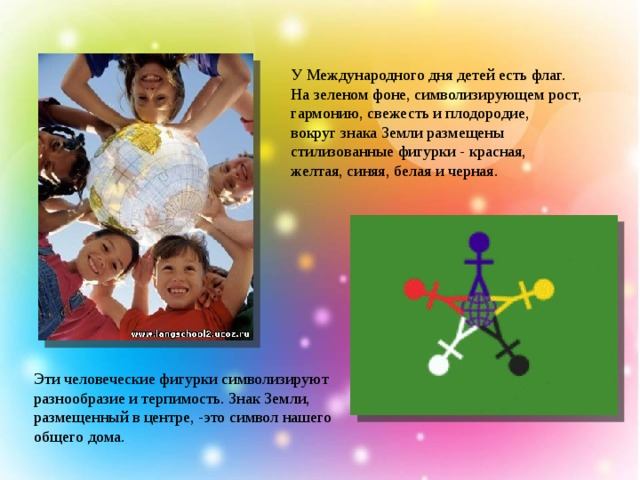 У Международного дня детей есть флаг.
На зеленом фоне, символизирующем рост,
гармонию, свежесть и плодородие,
вокруг знака Земли размещены
стилизованные фигурки - красная,
желтая, синяя, белая и черная.
www.langschool2.ucoz.ru
Эти человеческие фигурки символизируют
разнообразие и терпимость. Знак Земли,
размещенный в центре, -это символ нашего
общего дома.